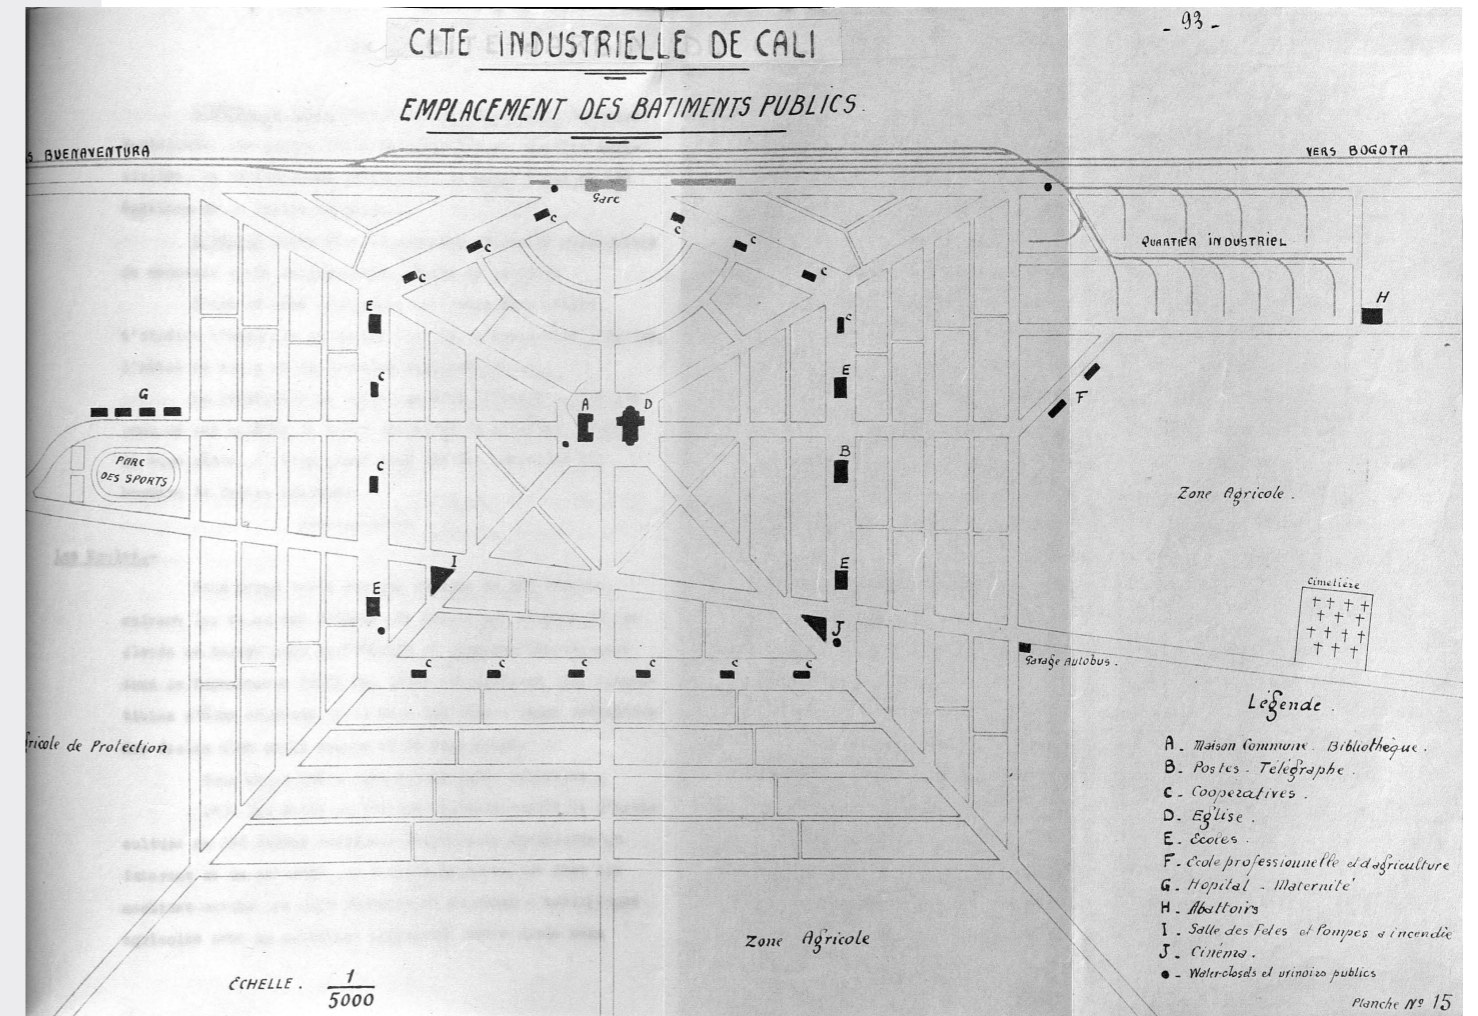 - 93 -
CITE INDUSTRIELLE DE CALI
EMPLACEMENT DES BATIMENTS PUBLICS.
S BUENAVENTURA
VERS BOGOTA
Gare
C
C
C
C
C
C
QUARTIER INDUSTRIEL
H
E
C
E
C
G
A
D
F
B
C
PARC
DES SPORTS
Zone Agricole.
I
E
E
Cimetière
J
C
C
C
C
C
C
Garage Autobus.
Légende.
ricole de Protection
A. Maison Commune. Bibliothèque.
B. Postes - Télégraphe.
C - Coopératives.
D. Eglise.
E. Ecoles.
F. Ecole professionnelle et d'agriculture
G. Hopital - Maternité
H. Abattoirs
I. Salle des Fêtes et Pompes a incendie
J. Cinéma.
● - Water-closets et urinoirs publics
Zone Agricole
ECHELLE. 1
5000
Planche No 15